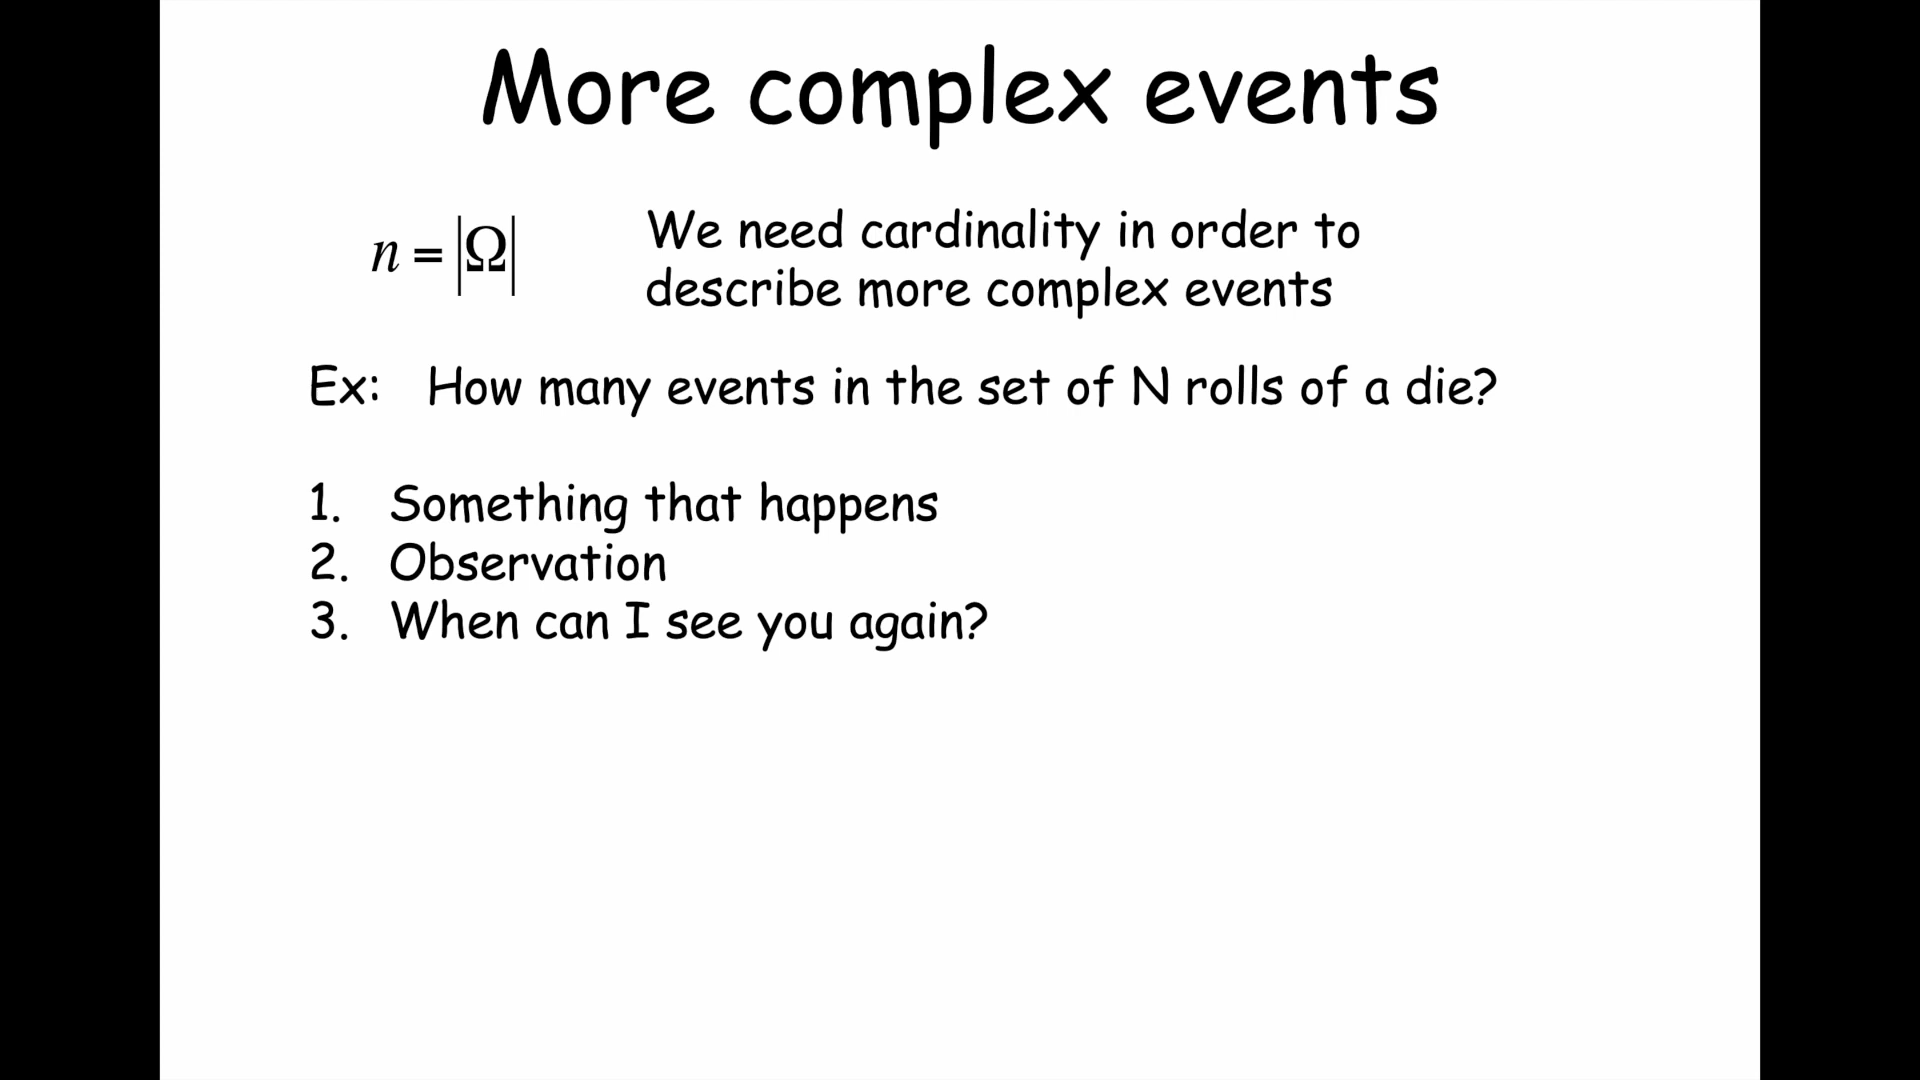 More complex events
n = |Ω|
We need cardinality in order to
describe more complex events
Ex: How many events in the set of N rolls of a die?
1. Something that happens
2. Observation
3. When can I see you again?